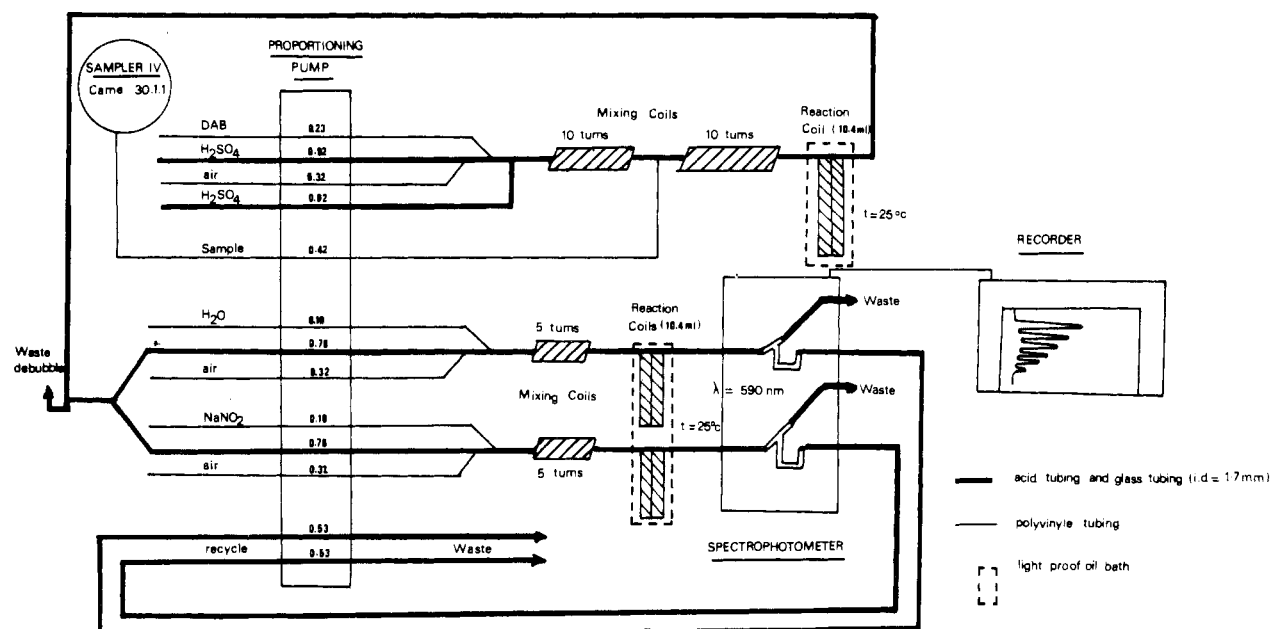 PROPORTIONING
PUMP
SAMPLER IV
Came 30.1.1
DAB 0.23
H2SO4 0.92
air 0.32
H2SO4 0.92
Sample 0.42
Mixing Coils
10 turns
10 turns
Reaction
Coil (10.4ml)
t=25°c
RECORDER
H2O
0.76
air 0.32
5 turns
Reaction
Coils (10.4ml)
Waste
Waste
debubble
Mixing Coils
λ = 590 nm
t=25°c
Waste
NaNO2
0.76
air 0.32
5 turns
0.53
recycle 0.53 Waste
SPECTROPHOTOMETER
acid tubing and glass tubing (i.d= 1.7mm)
polyvinyle tubing
light proof oil bath